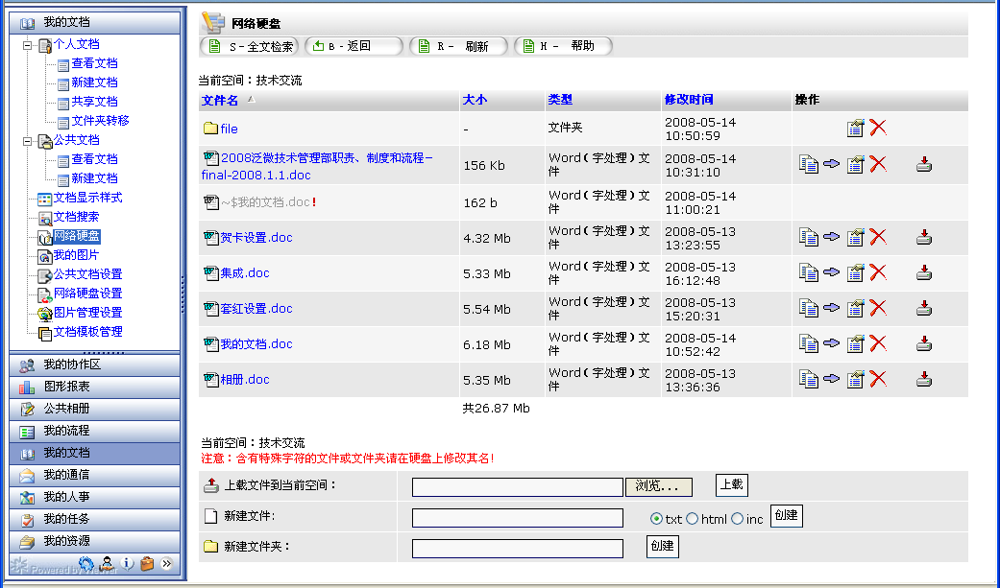 我的文档
个人文档
查看文档
新建文档
共享文档
文件夹转移
公共文档
查看文档
新建文档
文档显示样式
文档搜索
网络硬盘
我的图片
公共文档设置
网络硬盘设置
图片管理设置
文档模板管理
我的协作区
图形报表
公共相册
我的流程
我的文档
我的通信
我的人事
我的任务
我的资源
网络硬盘
S－全文检索 B－返回 R－ 刷新 H－ 帮助
当前空间：技术交流
文件名 大小 类型 修改时间 操作
file - 文件夹 2008-05-14
10:50:59
2008泛微技术管理部职责、制度和流程-
final-2008.1.1.doc 156 Kb Word（字处理）文
件 2008-05-14
10:31:10
~$我的文档.doc! 162 b Word（字处理）文
件 2008-05-14
11:00:21
贺卡设置.doc 4.32 Mb Word（字处理）文
件 2008-05-13
13:23:55
集成.doc 5.33 Mb Word（字处理）文
件 2008-05-13
16:12:48
套红设置.doc 5.54 Mb Word（字处理）文
件 2008-05-13
15:20:31
我的文档.doc 6.18 Mb Word（字处理）文
件 2008-05-14
10:52:42
相册.doc 5.35 Mb Word（字处理）文
件 2008-05-13
13:36:36
共26.87 Mb
当前空间：技术交流
注意：含有特殊字符的文件或文件夹请在硬盘上修改其名!
上载文件到当前空间： 浏览... 上载
新建文件: txt html inc 创建
新建文件夹： 创建